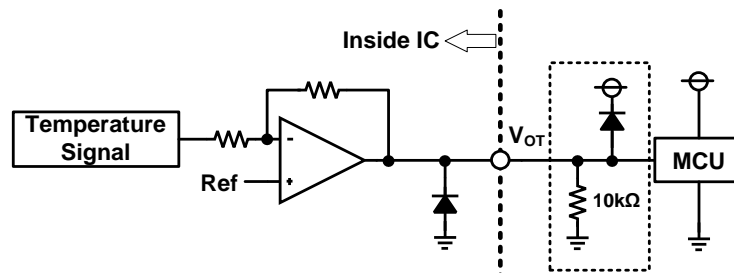 Inside IC
Temperature
Signal
Ref
-
+
VOT
10kΩ
MCU